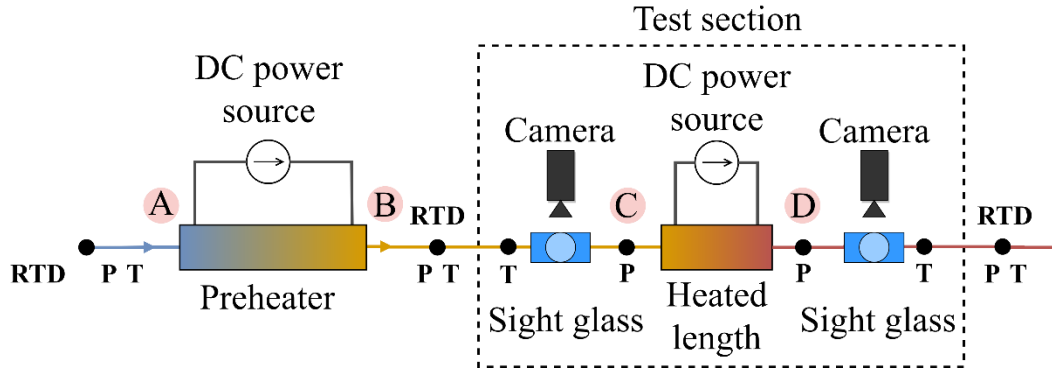 Test section
DC power
source
DC power
source
Camera
Camera
A
B
C
D
RTD
RTD
RTD
P T
P T
T
P
P
T
P T
Preheater
Sight glass
Heated
length
Sight glass